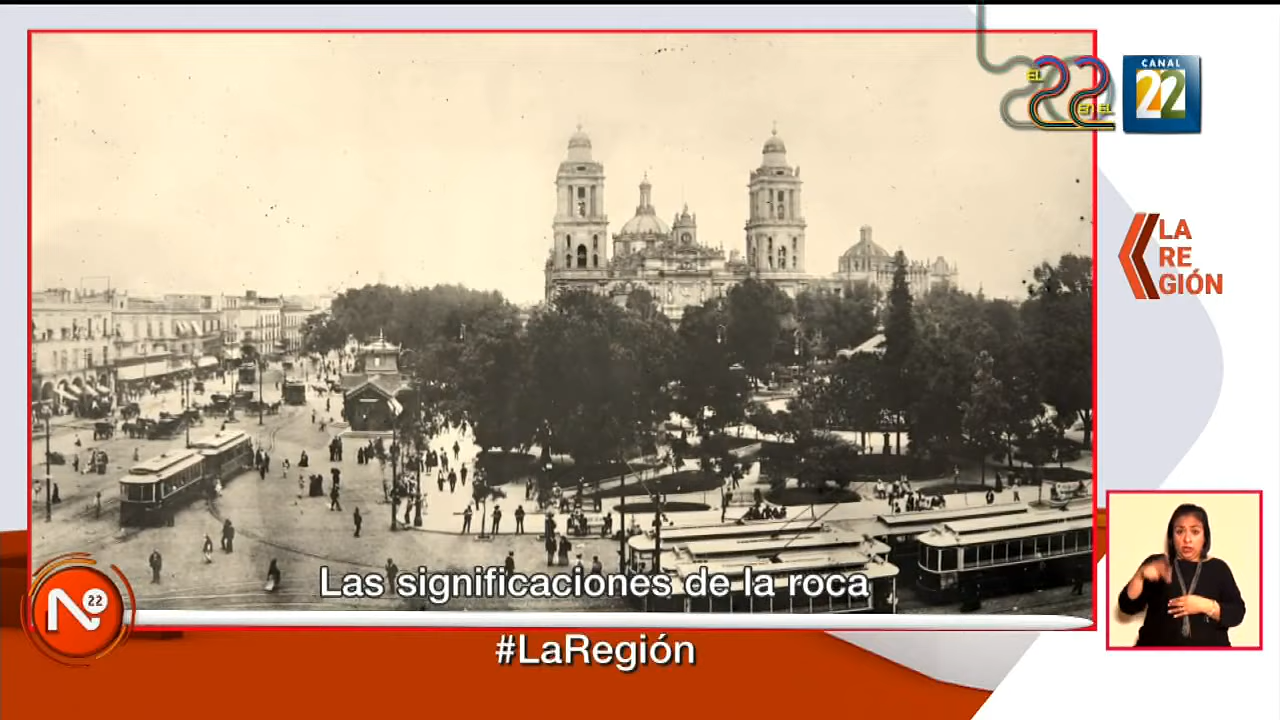 EL
22
EN EL
CANAL
22
LA
RE
GIÓN
Las significaciones de la roca
N 22
#LaRegión